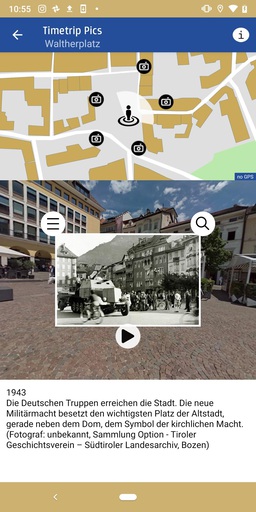 10:55
Timetrip Pics
Waltherplatz
i
no GPS
1943
Die Deutschen Truppen erreichen die Stadt. Die neue
Militärmacht besetzt den wichtigsten Platz der Altstadt,
gerade neben dem Dom, dem Symbol der kirchlichen Macht.
(Fotograf: unbekannt, Sammlung Option - Tiroler
Geschichtsverein – Südtiroler Landesarchiv, Bozen)